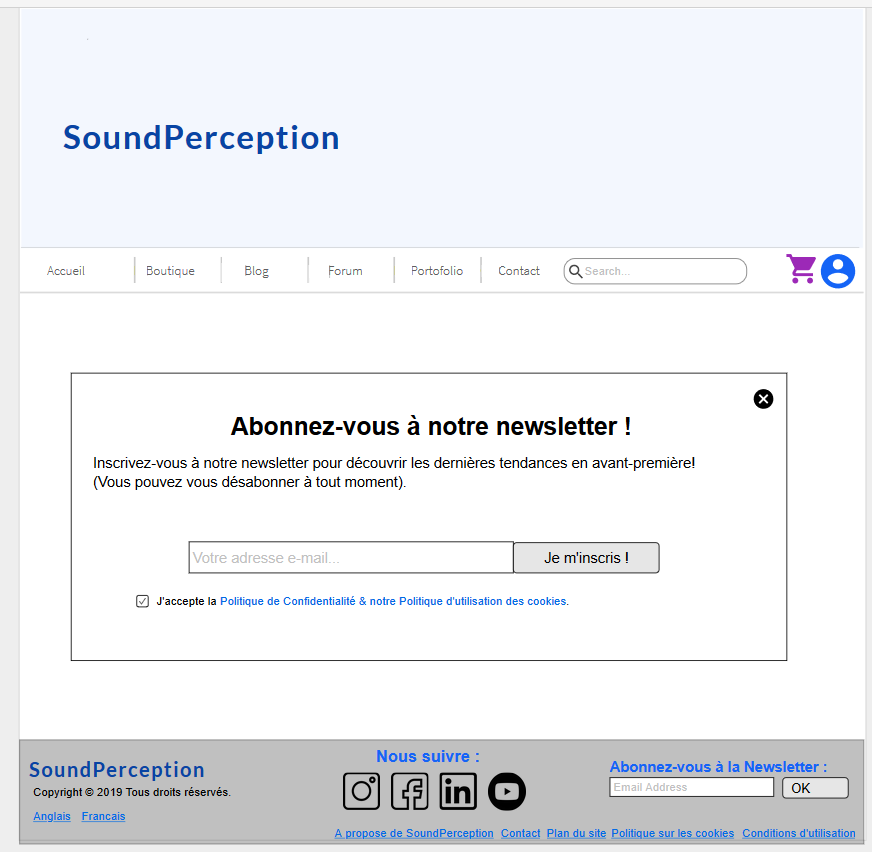 SoundPerception
Accueil Boutique Blog Forum Portofolio Contact Search...
Abonnez-vous à notre newsletter !
Inscrivez-vous à notre newsletter pour découvrir les dernières tendances en avant-première!
(Vous pouvez vous désabonner à tout moment).
Votre adresse e-mail... Je m'inscris !
J'accepte la Politique de Confidentialité & notre Politique d'utilisation des cookies.
SoundPerception
Copyright © 2019 Tous droits réservés.
Anglais Francais
Nous suivre :
in
Abonnez-vous à la Newsletter :
Email Address OK
A propose de SoundPerception Contact Plan du site Politique sur les cookies Conditions d'utilisation